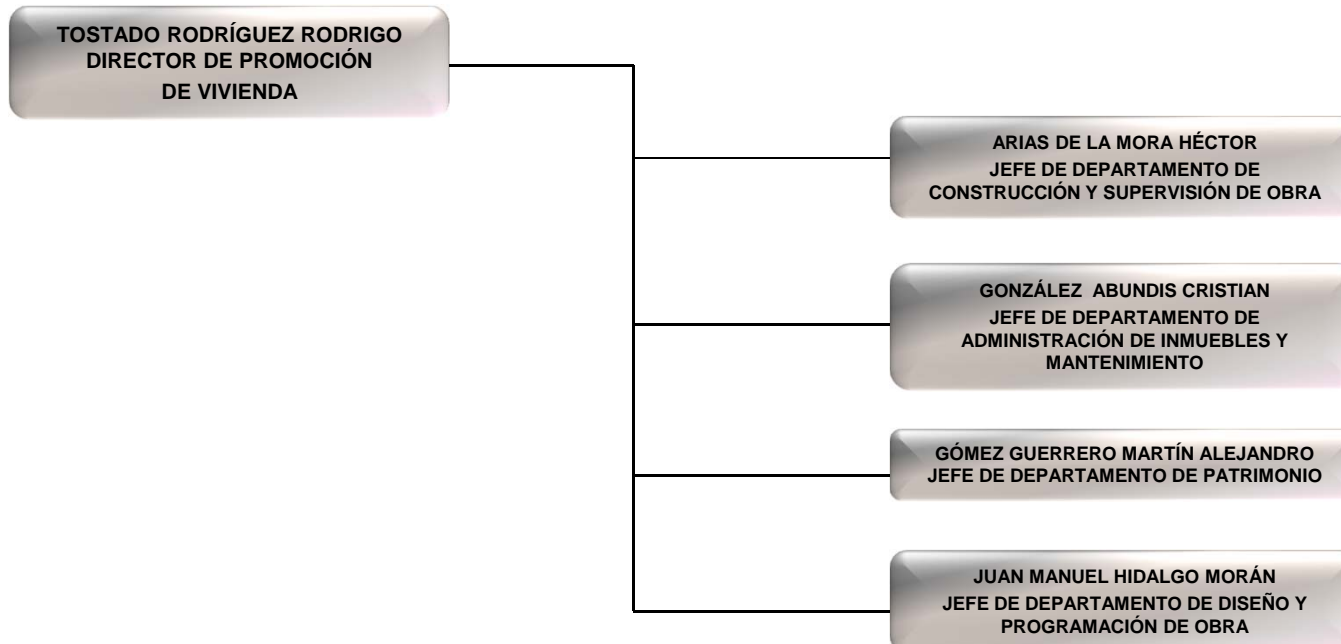 TOSTADO RODRÍGUEZ RODRIGO
DIRECTOR DE PROMOCIÓN
DE VIVIENDA
ARIAS DE LA MORA HÉCTOR
JEFE DE DEPARTAMENTO DE
CONSTRUCCIÓN Y SUPERVISIÓN DE OBRA
GONZÁLEZ  ABUNDIS CRISTIAN
JEFE DE DEPARTAMENTO DE
ADMINISTRACIÓN DE INMUEBLES Y
MANTENIMIENTO
GÓMEZ GUERRERO MARTÍN ALEJANDRO
JEFE DE DEPARTAMENTO DE PATRIMONIO
JUAN MANUEL HIDALGO MORÁN
JEFE DE DEPARTAMENTO DE DISEÑO Y
PROGRAMACIÓN DE OBRA